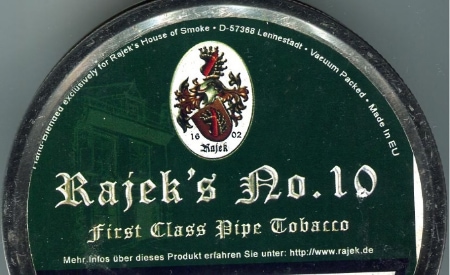 Hand-blended exclusively for Rajek's House of Smoke • D-57368 Lennestadt • Vacuum Packed • Made in EU
16 02
Rajek
Rajek's No.10
First Class Pipe Tobacco
Mehr Infos über dieses Produkt erfahren Sie unter: http://www.rajek.de